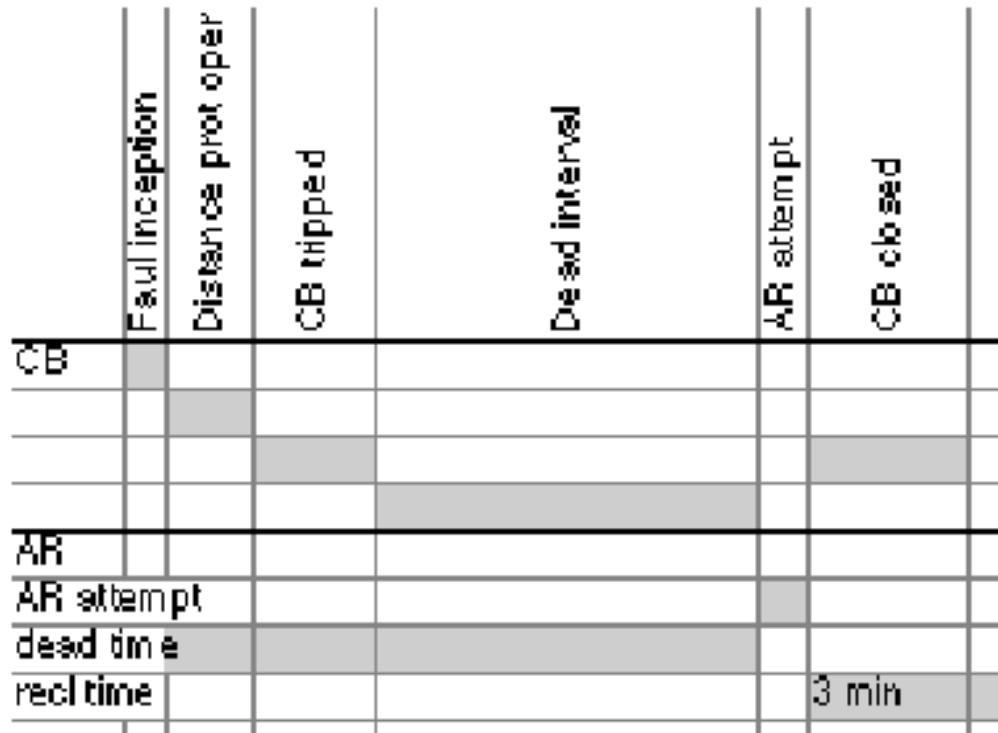 Faul inception
Distance prot oper
CB tripped
Dead interval
AR attempt
CB closed
CB
AR
AR attempt
dead time
recl time
3 min